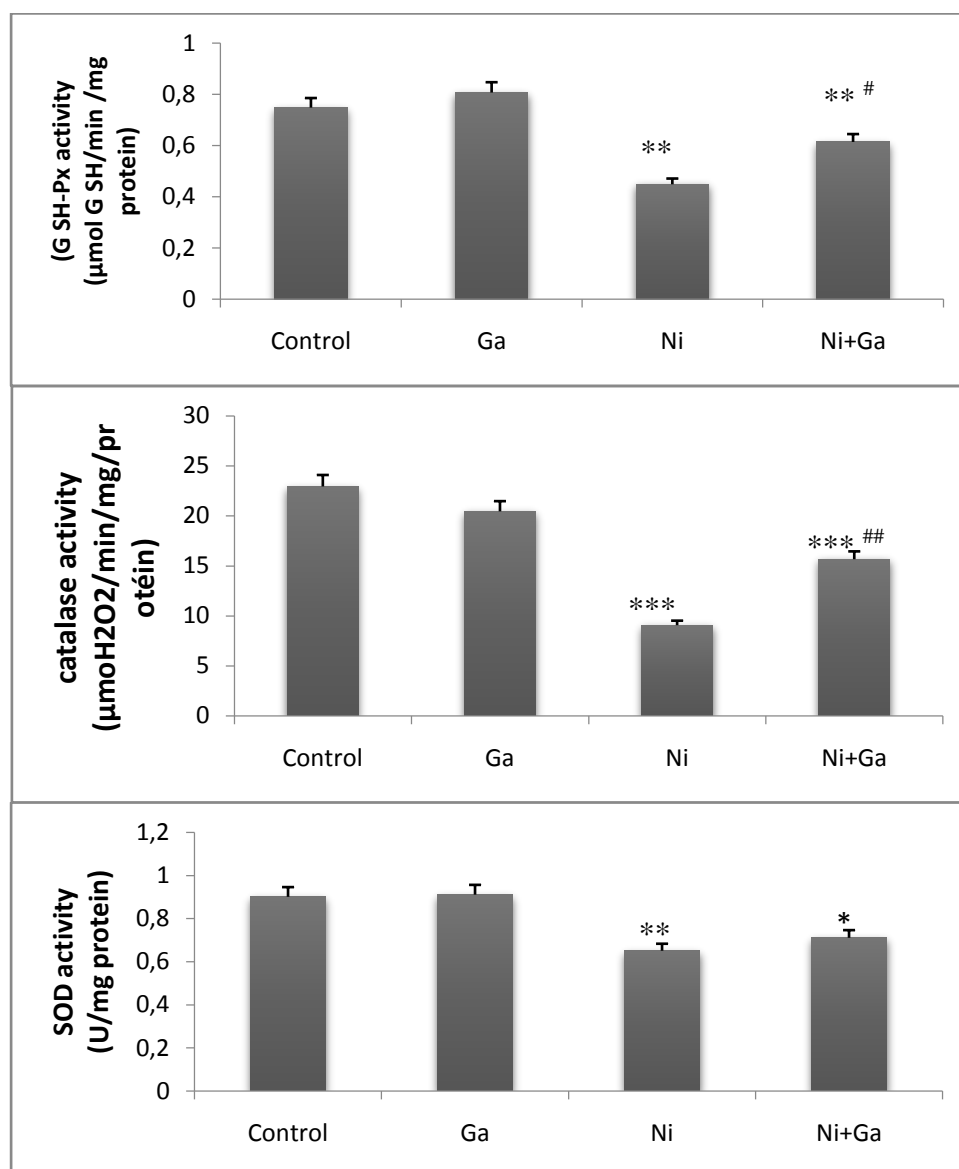 (G SH-Px activity
(µmol G SH/min /mg
protein)
1
0,8
0,6
0,4
0,2
0
** 
** #
Control Ga Ni Ni+Ga
catalase activity
(µmoH2O2/min/mg/pr
otéin)
30
25
20
15
10
5
0
***
*** ##
Control Ga Ni Ni+Ga
SOD activity
(U/mg protein)
1,2
1
0,8
0,6
0,4
0,2
0
**
*
Control Ga Ni Ni+Ga